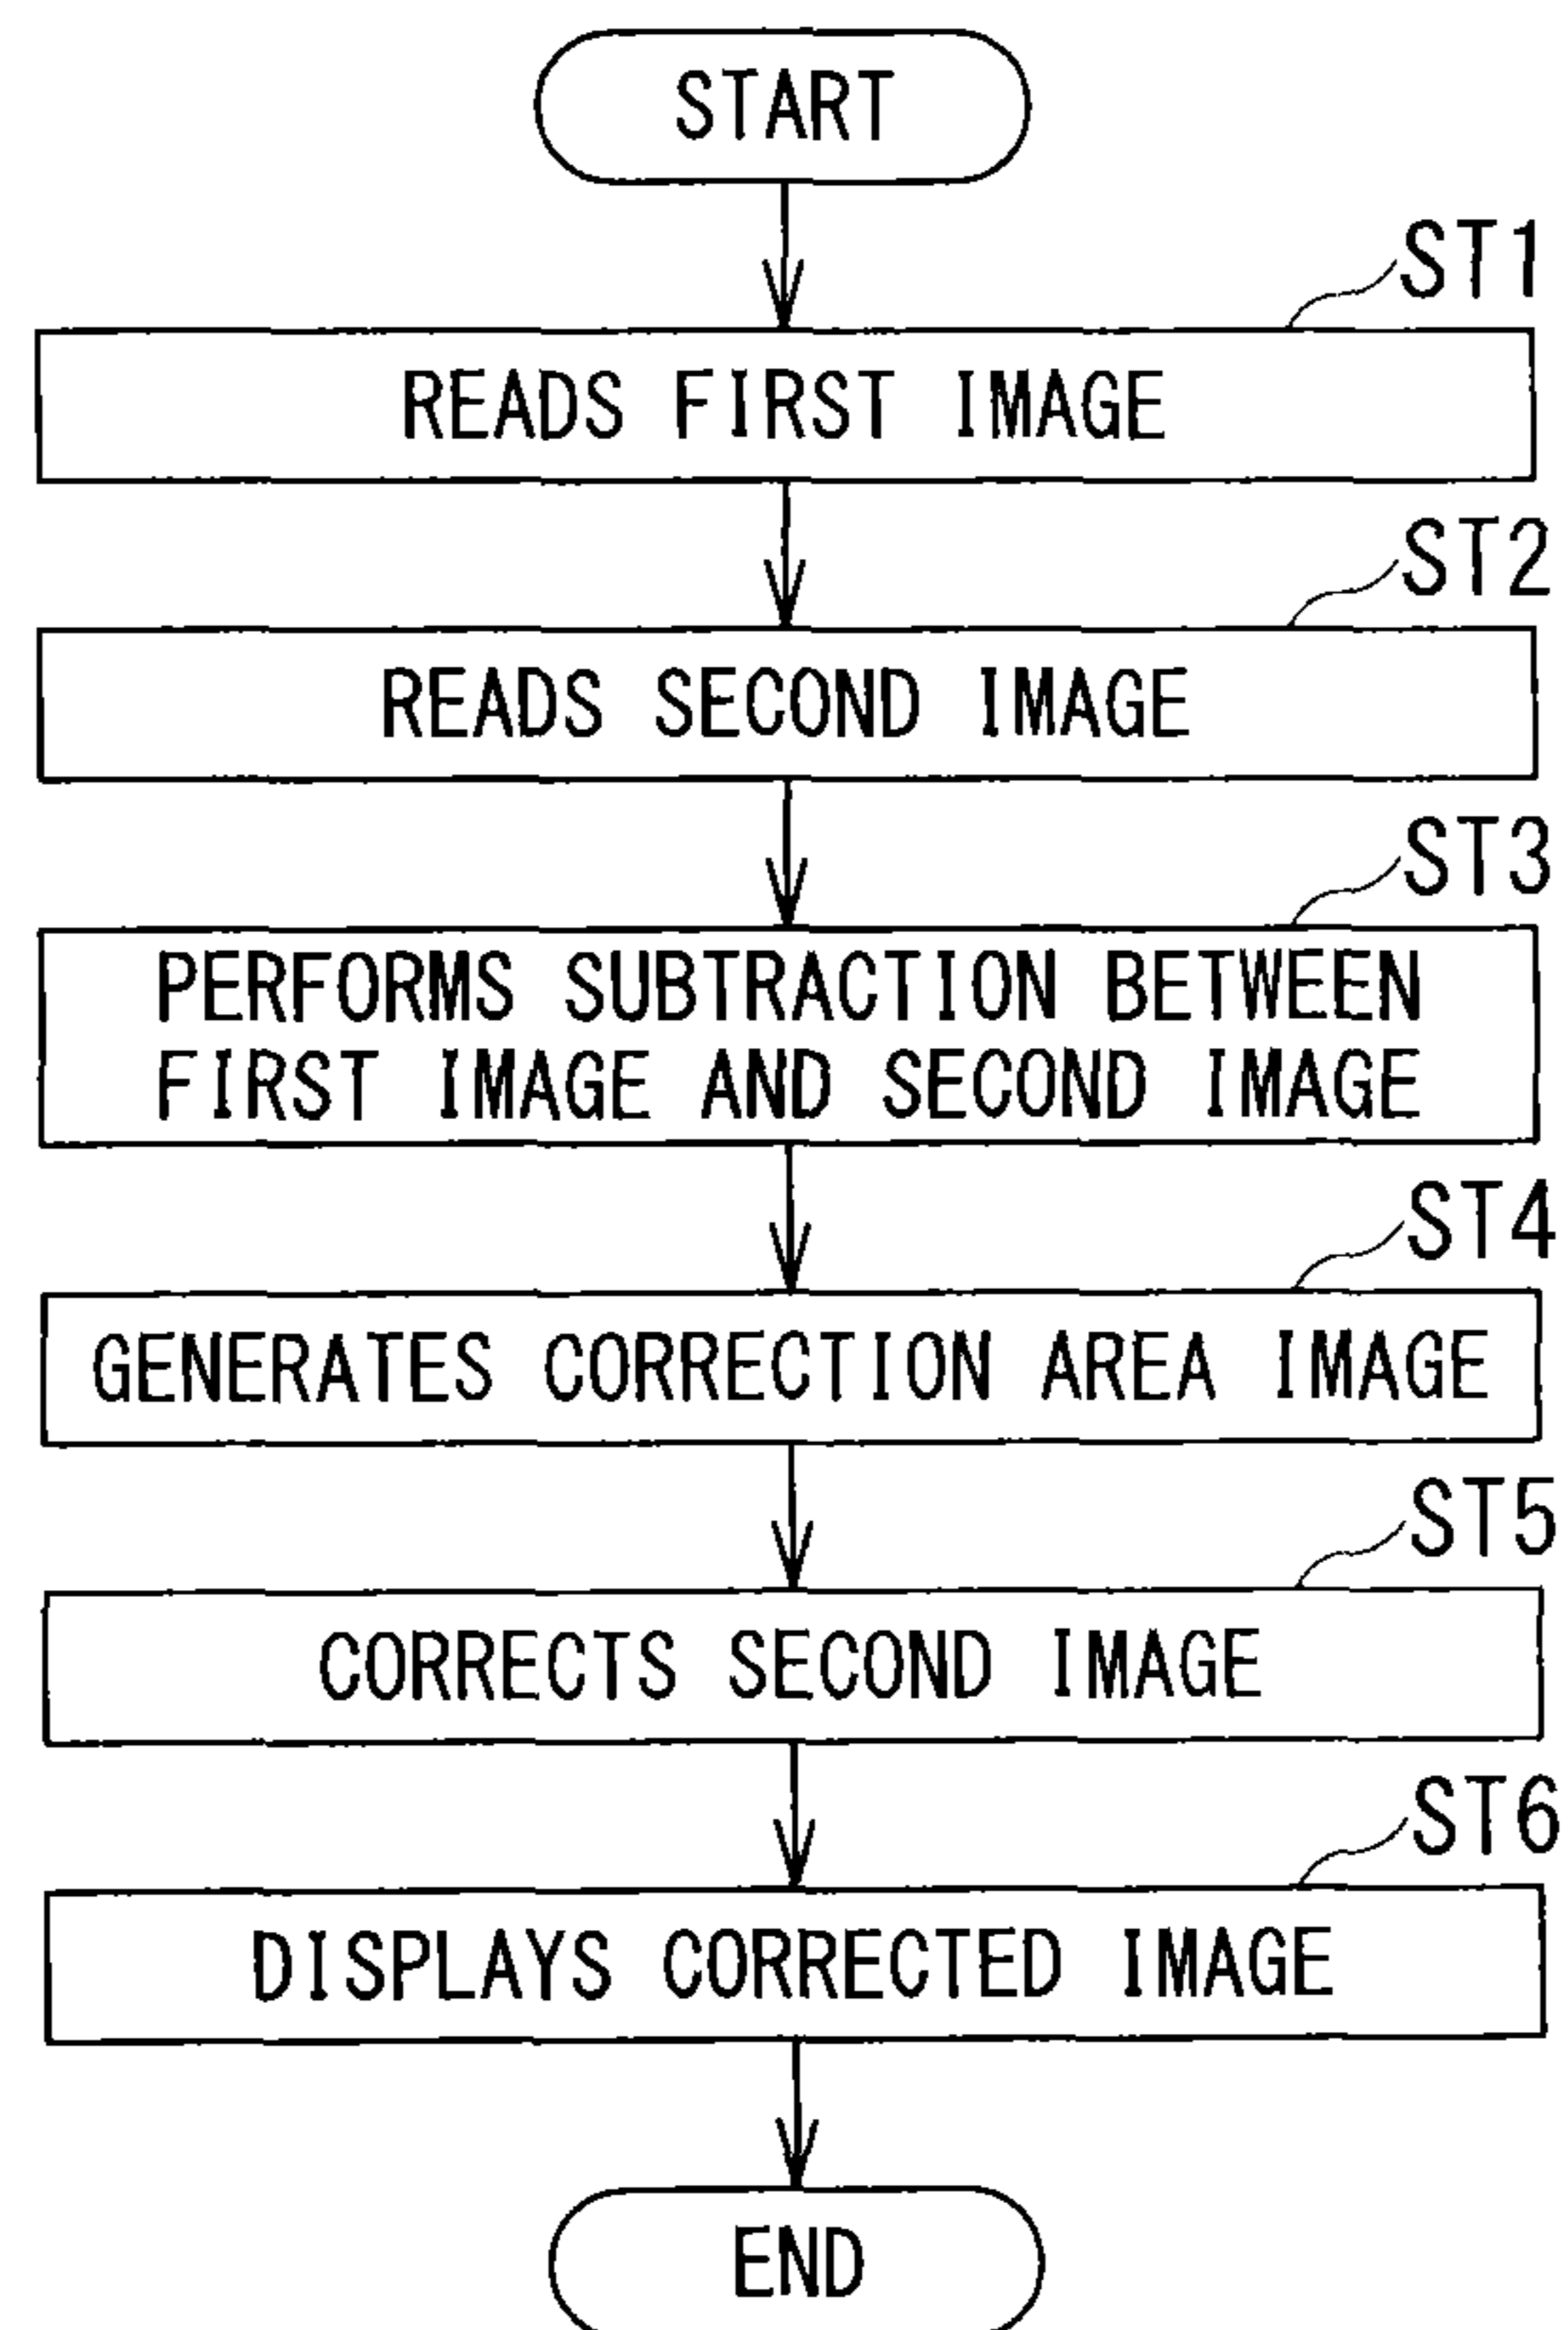 START
ST1
READS FIRST IMAGE
ST2
READS SECOND IMAGE
ST3
PERFORMS SUBTRACTION BETWEEN
FIRST IMAGE AND SECOND IMAGE
ST4
GENERATES CORRECTION AREA IMAGE
ST5
CORRECTS SECOND IMAGE
ST6
DISPLAYS CORRECTED IMAGE
END